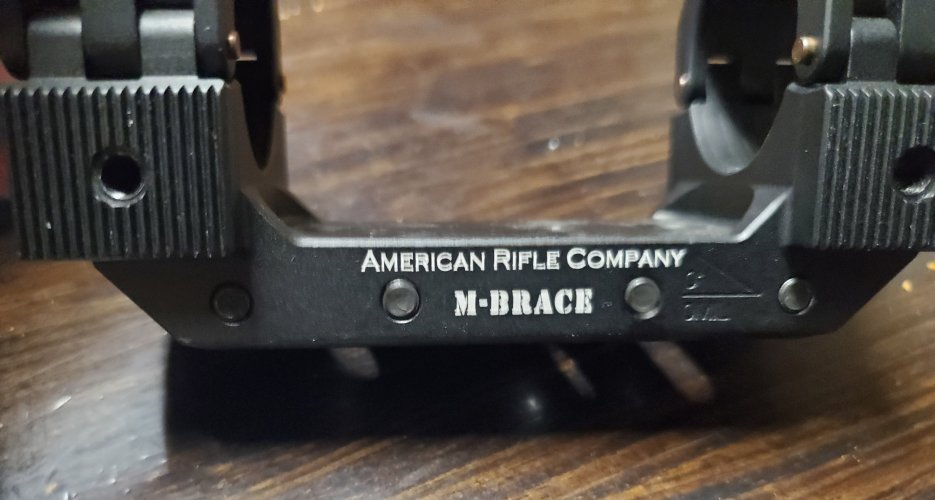 AMERICAN RIFLE COMPANY
M-BRACE